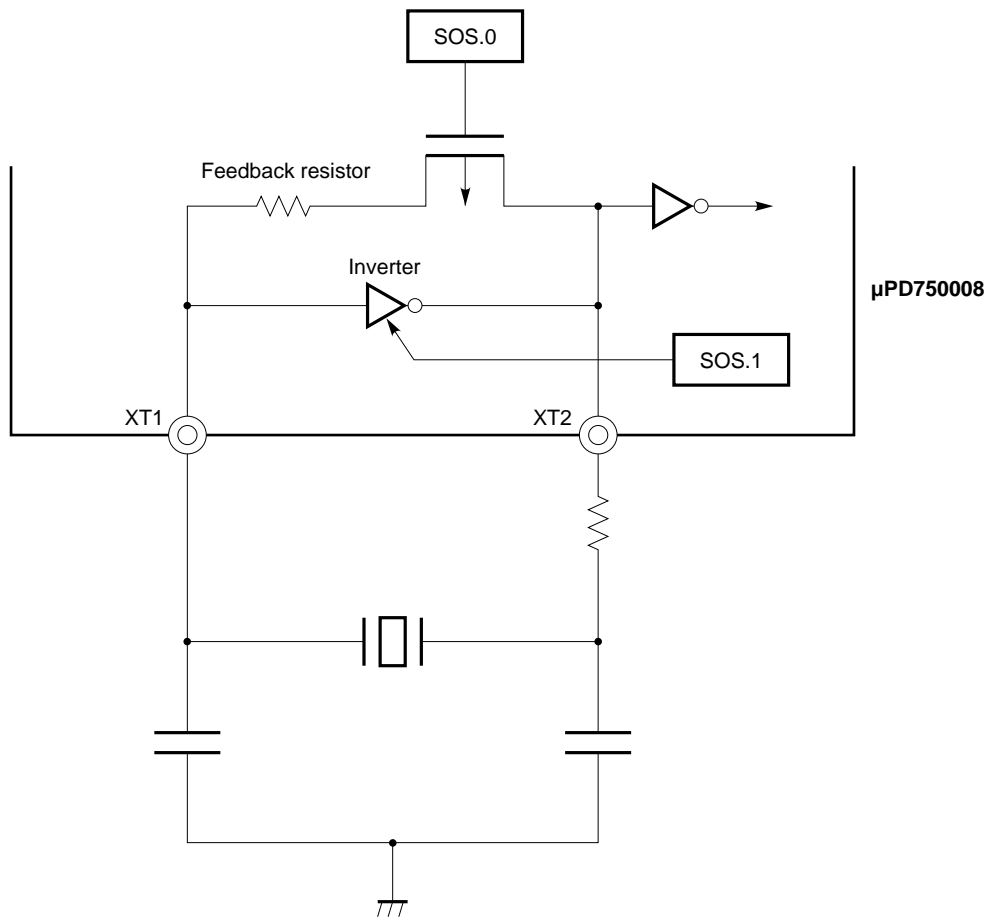 SOS.0
Feedback resistor
Inverter
µPD750008
SOS.1
XT1
XT2